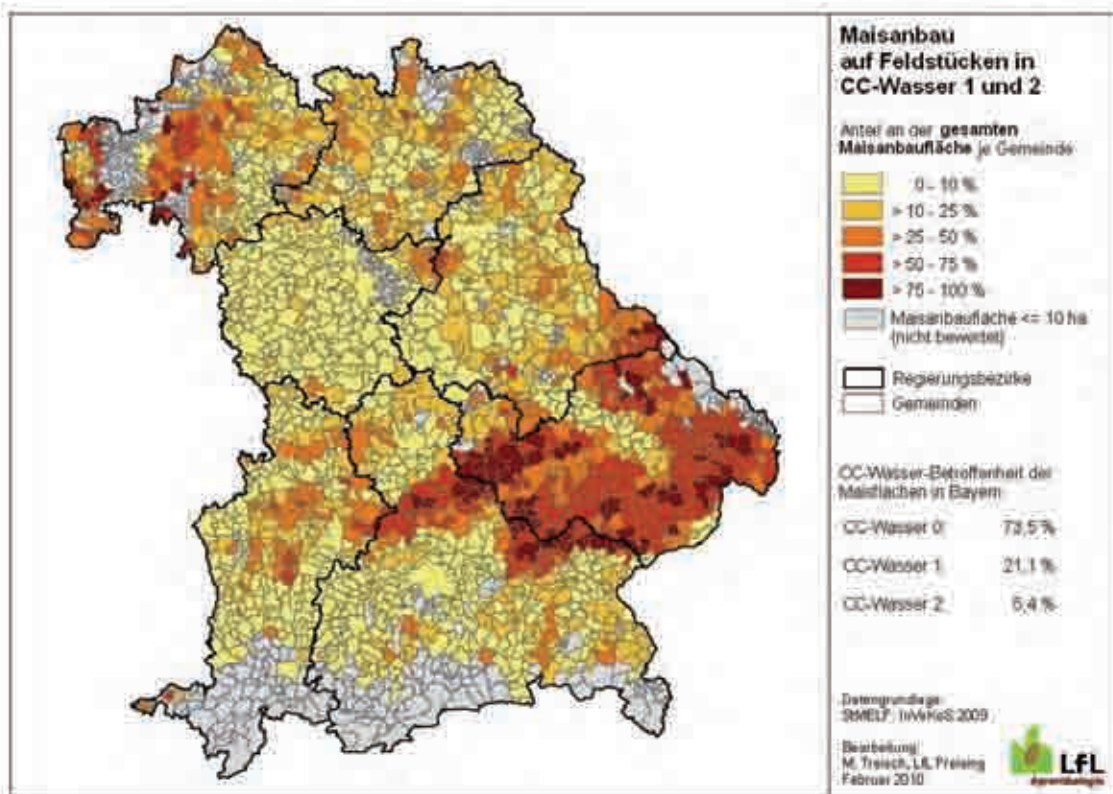 Maisanbau
auf Feldstücken in
CC-Wasser 1 und 2
Anteil an der gesamten
Maisanbaufläche je Gemeinde
0 - 10 %
> 10 - 25 %
> 25 - 50 %
> 50 - 75 %
> 75 - 100 %
Maisanbaufläche <= 10 ha
(nicht bewertet)
Regierungsbezirke
Gemeinden
CC-Wasser-Betroffenheit der
Maisflächen in Bayern
CC-Wasser 0: 73,5 %
CC-Wasser 1: 21,1 %
CC-Wasser 2: 5,4 %
Datengrundlage:
StMELF: InVeKoS 2009
Bearbeitung:
M. Treisch, LfL Freising
Februar 2010
LfL
Agrarökologie